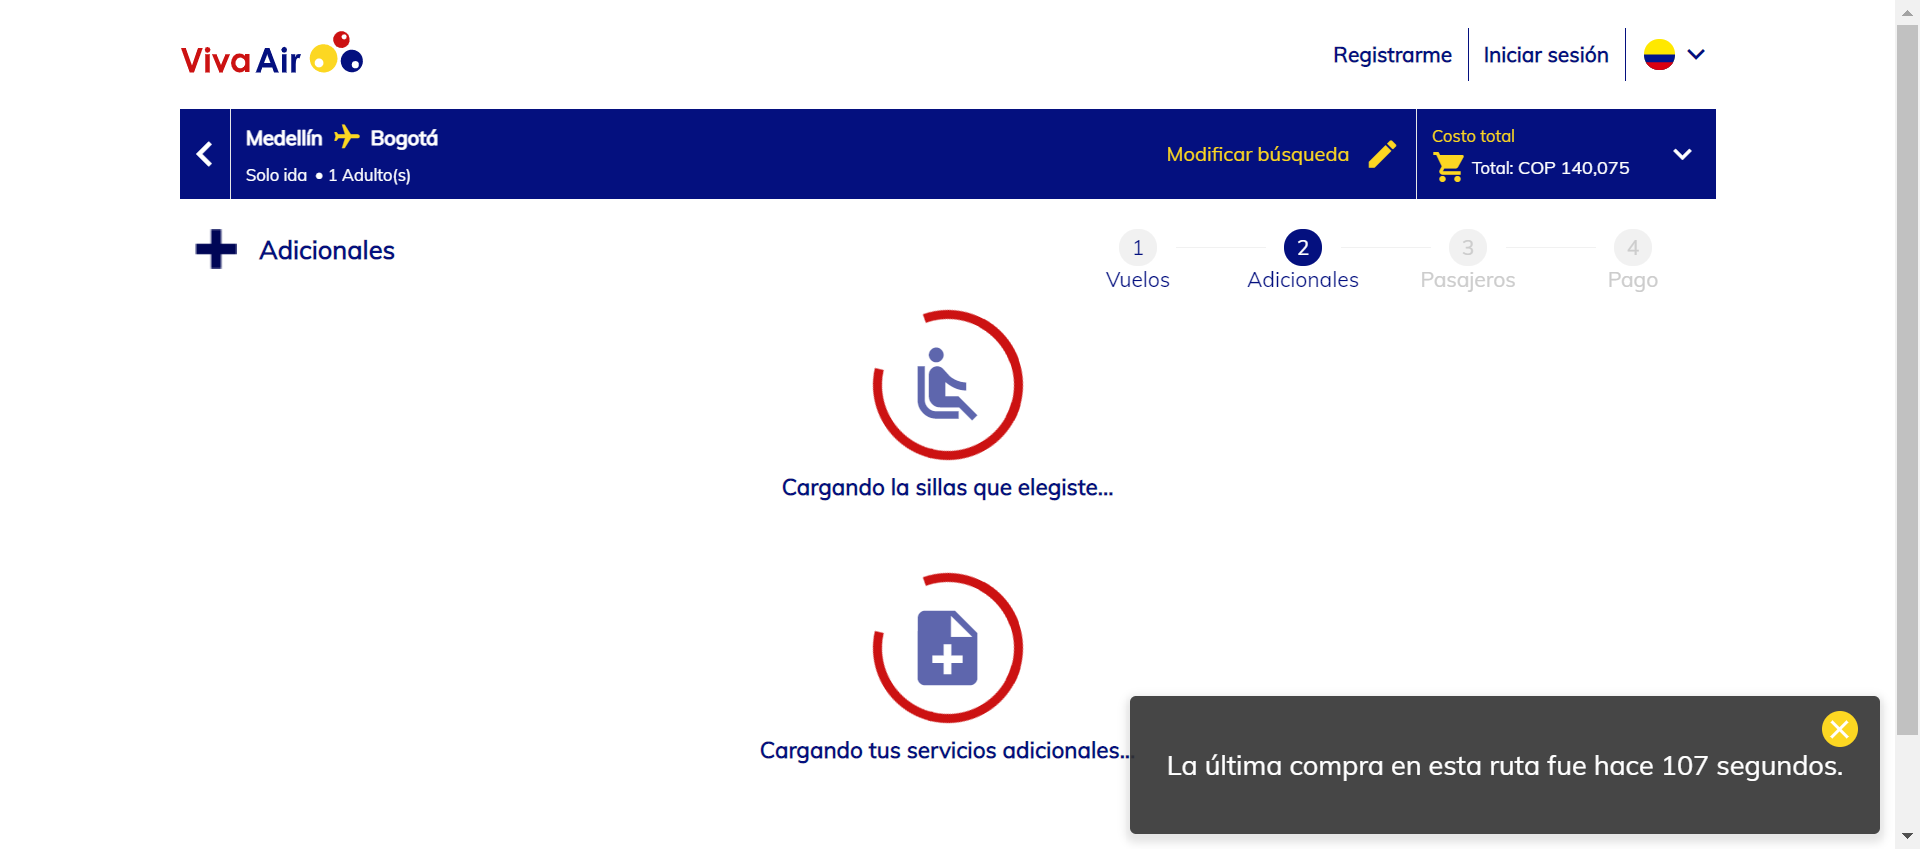 Viva Air
Registrarme
Iniciar sesión
Medellín Bogotá
Solo ida • 1 Adulto(s)
Modificar búsqueda
Costo total
Total: COP 140,075
Adicionales
1
Vuelos
2
Adicionales
3
Pasajeros
4
Pago
Cargando la sillas que elegiste...
Cargando tus servicios adicionales...
La última compra en esta ruta fue hace 107 segundos.